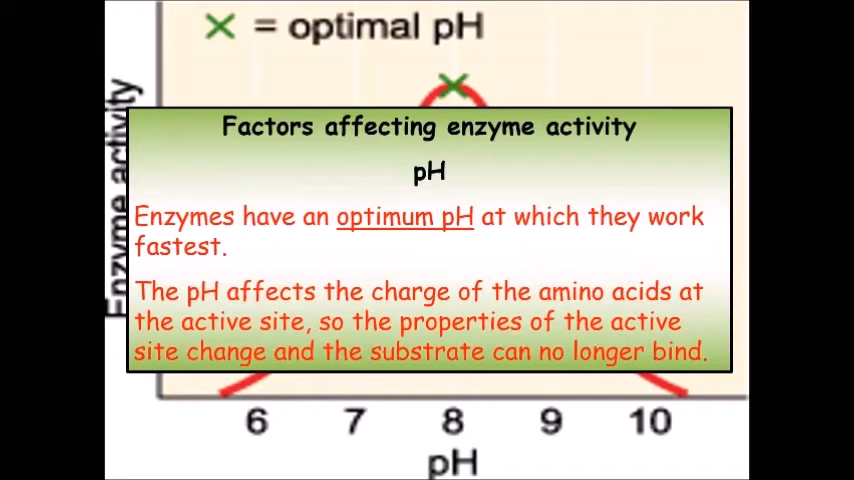 × = optimal pH
Enzyme activity
Factors affecting enzyme activity
pH
Enzymes have an optimum pH at which they work
fastest.
The pH affects the charge of the amino acids at
the active site, so the properties of the active
site change and the substrate can no longer bind.
6 7 8 9 10
pH